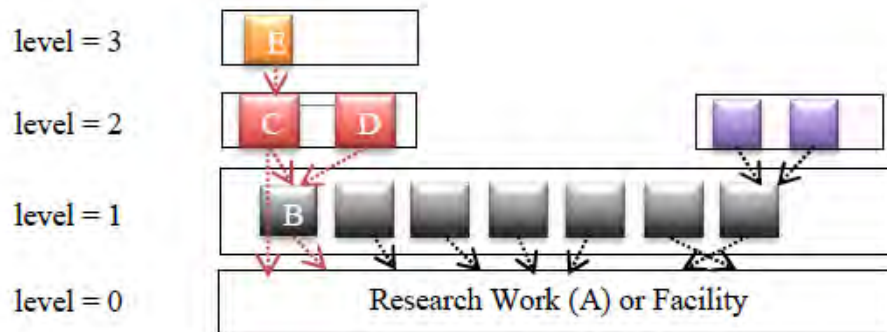 level = 3
E
level = 2
C
D
level = 1
B
level = 0
Research Work (A) or Facility